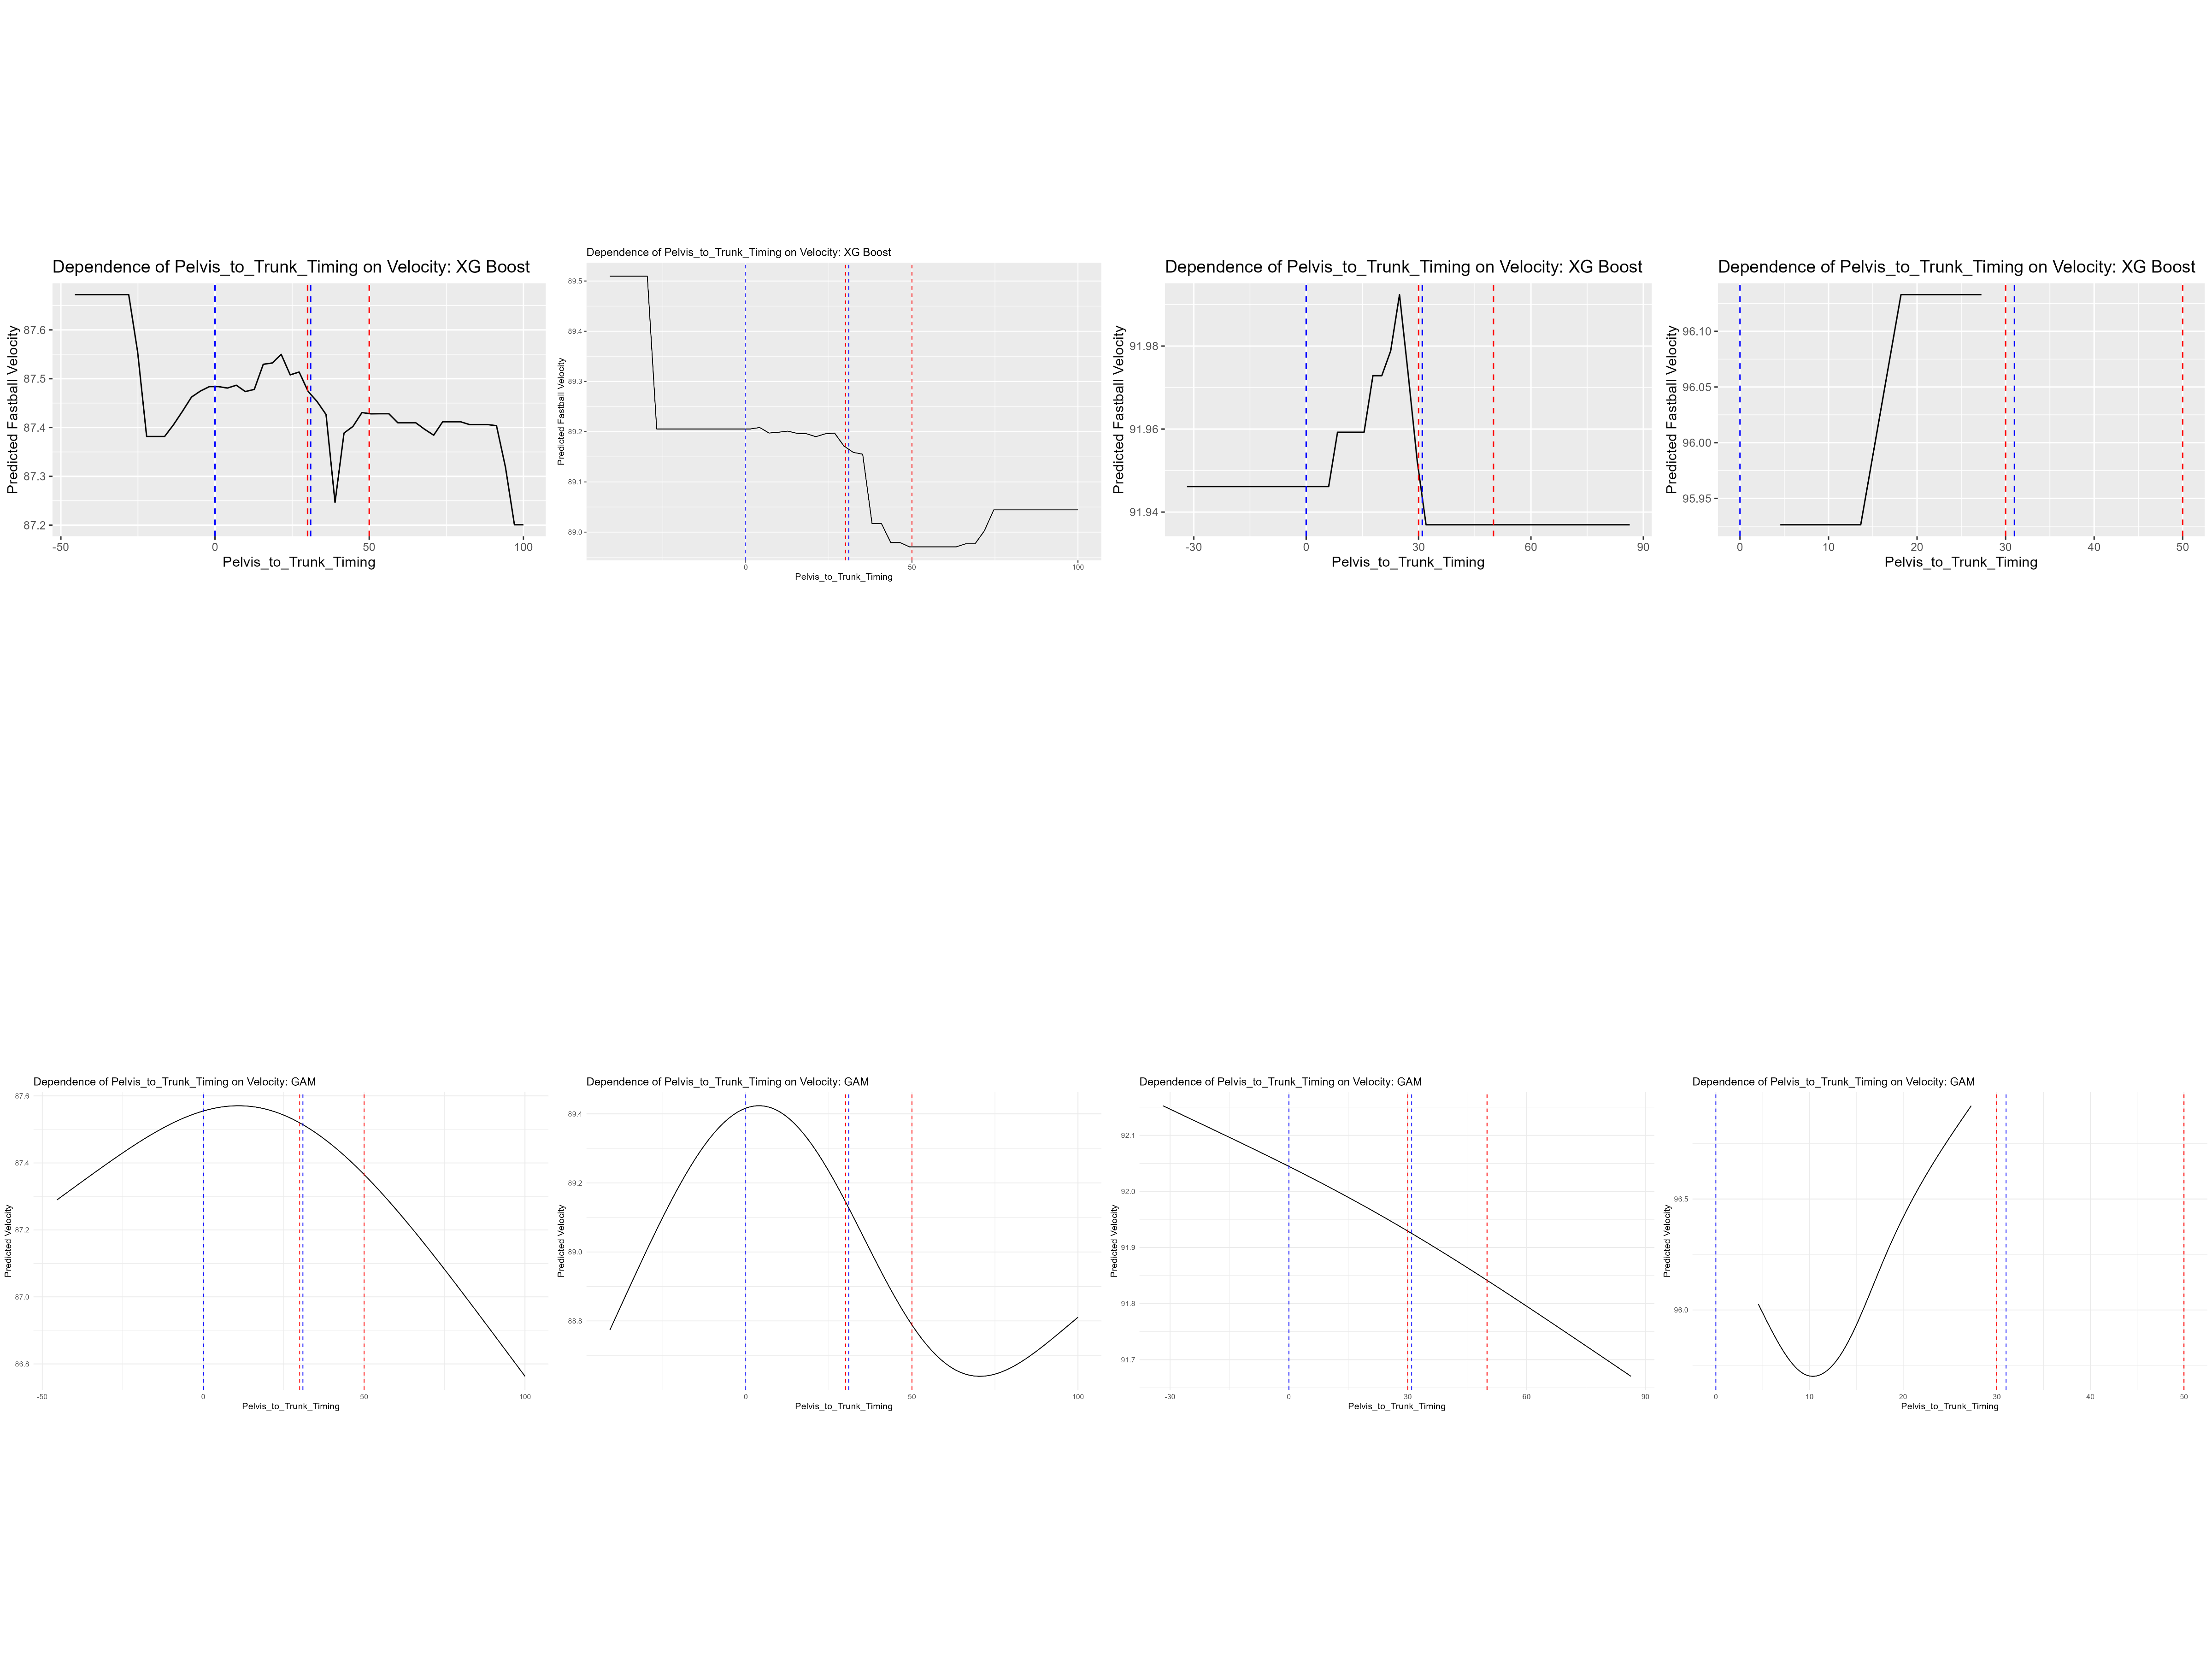 Dependence of Pelvis_to_Trunk_Timing on Velocity: XG Boost
Predicted Fastball Velocity
87.6
87.5
87.4
87.3
87.2
-50
0
50
100
Pelvis_to_Trunk_Timing
Dependence of Pelvis_to_Trunk_Timing on Velocity: XG Boost
Predicted Fastball Velocity
89.5
89.4
89.3
89.2
89.1
89.0
0
50
100
Pelvis_to_Trunk_Timing
Dependence of Pelvis_to_Trunk_Timing on Velocity: XG Boost
Predicted Fastball Velocity
91.98
91.96
91.94
-30
0
30
60
90
Pelvis_to_Trunk_Timing
Dependence of Pelvis_to_Trunk_Timing on Velocity: XG Boost
Predicted Fastball Velocity
96.10
96.05
96.00
95.95
0
10
20
30
40
50
Pelvis_to_Trunk_Timing
Dependence of Pelvis_to_Trunk_Timing on Velocity: GAM
Predicted Velocity
87.6
87.4
87.2
87.0
86.8
-50
0
50
100
Pelvis_to_Trunk_Timing
Dependence of Pelvis_to_Trunk_Timing on Velocity: GAM
Predicted Velocity
89.4
89.2
89.0
88.8
0
50
100
Pelvis_to_Trunk_Timing
Dependence of Pelvis_to_Trunk_Timing on Velocity: GAM
Predicted Velocity
92.1
92.0
91.9
91.8
91.7
-30
0
30
60
90
Pelvis_to_Trunk_Timing
Dependence of Pelvis_to_Trunk_Timing on Velocity: GAM
Predicted Velocity
96.5
96.0
0
10
20
30
40
50
Pelvis_to_Trunk_Timing